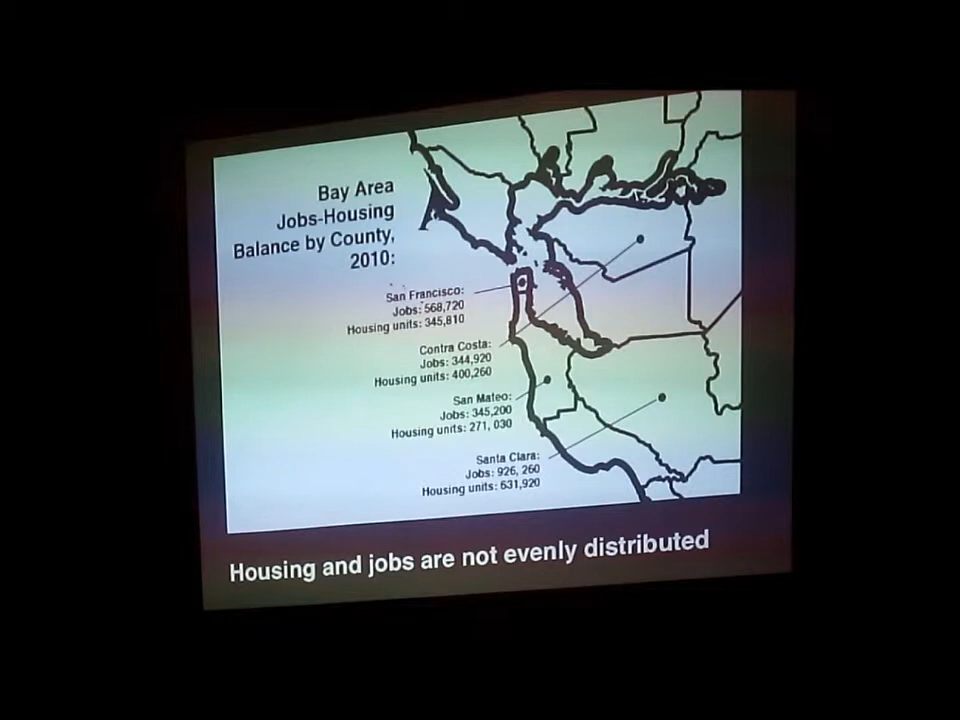 Bay Area
Jobs-Housing
Balance by County,
2010:
San Francisco:
Jobs: 568,720
Housing units: 345,810
Contra Costa:
Jobs: 344,920
Housing units: 400,260
San Mateo:
Jobs: 345,200
Housing units: 271, 030
Santa Clara:
Jobs: 926, 260
Housing units: 631,920
Housing and jobs are not evenly distributed